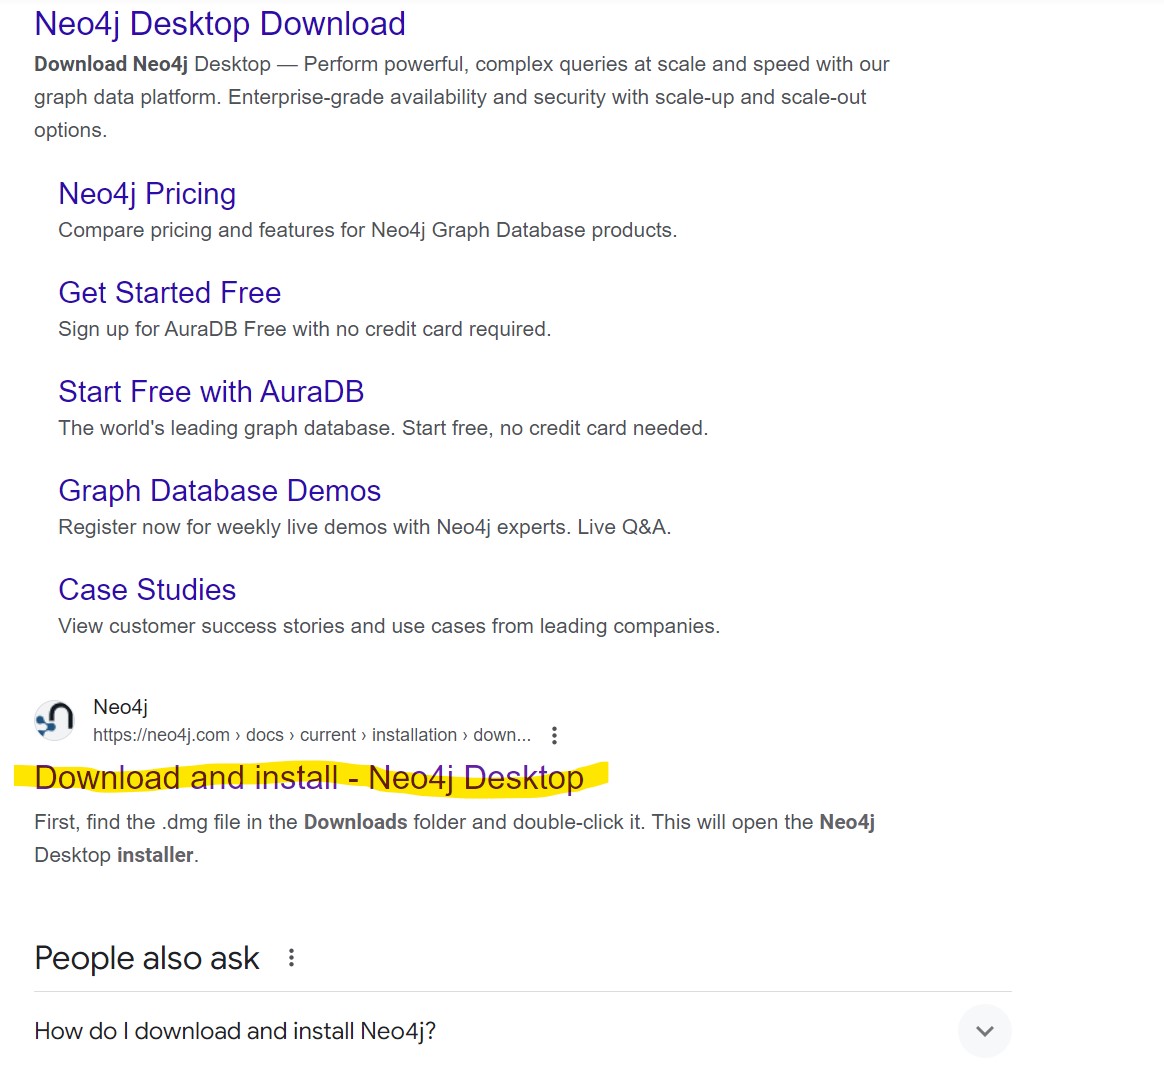 Neo4j Desktop Download
Download Neo4j Desktop — Perform powerful, complex queries at scale and speed with our
graph data platform. Enterprise-grade availability and security with scale-up and scale-out
options.
Neo4j Pricing
Compare pricing and features for Neo4j Graph Database products.
Get Started Free
Sign up for AuraDB Free with no credit card required.
Start Free with AuraDB
The world's leading graph database. Start free, no credit card needed.
Graph Database Demos
Register now for weekly live demos with Neo4j experts. Live Q&A.
Case Studies
View customer success stories and use cases from leading companies.
Neo4j
https://neo4j.com › docs › current › installation › down...
Download and install - Neo4j Desktop
First, find the .dmg file in the Downloads folder and double-click it. This will open the Neo4j
Desktop installer.
People also ask
How do I download and install Neo4j?